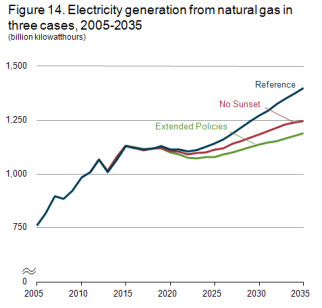 Figure 14. Electricity generation from natural gas in
three cases, 2005-2035
(billion kilowatthours)
1,500
Reference
No Sunset
1,250
Extended Policies
1,000
750
0
2005 2010 2015 2020 2025 2030 2035